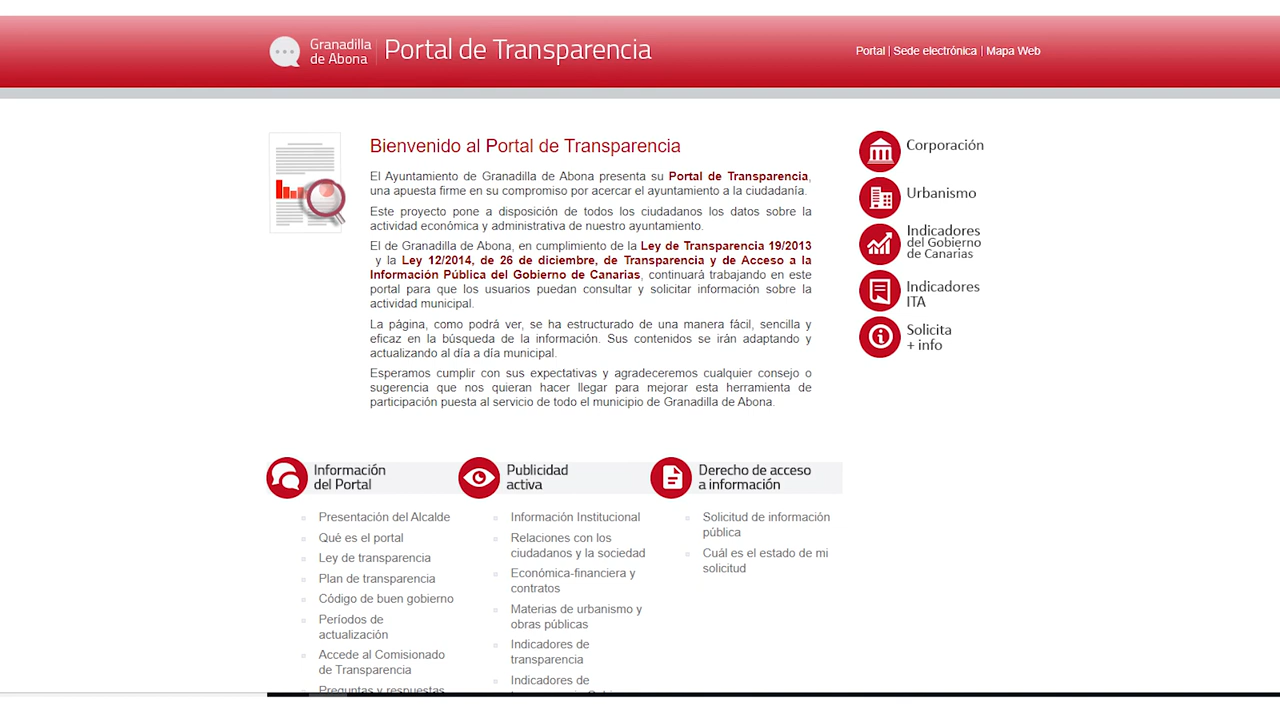 Granadilla
de Abona
Portal de Transparencia
Portal | Sede electrónica | Mapa Web
Bienvenido al Portal de Transparencia
El Ayuntamiento de Granadilla de Abona presenta su Portal de Transparencia,
una apuesta firme en su compromiso por acercar el ayuntamiento a la ciudadanía.
Este proyecto pone a disposición de todos los ciudadanos los datos sobre la
actividad económica y administrativa de nuestro ayuntamiento.
El de Granadilla de Abona, en cumplimiento de la Ley de Transparencia 19/2013
y la Ley 12/2014, de 26 de diciembre, de Transparencia y de Acceso a la
Información Pública del Gobierno de Canarias, continuará trabajando en este
portal para que los usuarios puedan consultar y solicitar información sobre la
actividad municipal.
La página, como podrá ver, se ha estructurado de una manera fácil, sencilla y
eficaz en la búsqueda de la información. Sus contenidos se irán adaptando y
actualizando al día a día municipal.
Esperamos cumplir con sus expectativas y agradeceremos cualquier consejo o
sugerencia que nos quieran hacer llegar para mejorar esta herramienta de
participación puesta al servicio de todo el municipio de Granadilla de Abona.
Corporación
Urbanismo
Indicadores
del Gobierno
de Canarias
Indicadores
ITA
Solicita
+ info
Información
del Portal
Presentación del Alcalde
Qué es el portal
Ley de transparencia
Plan de transparencia
Código de buen gobierno
Períodos de
actualización
Accede al Comisionado
de Transparencia
Preguntas y respuestas
Publicidad
activa
Información Institucional
Relaciones con los
ciudadanos y la sociedad
Económica-financiera y
contratos
Materias de urbanismo y
obras públicas
Indicadores de
transparencia
Indicadores de
Derecho de acceso
a información
Solicitud de información
pública
Cuál es el estado de mi
solicitud